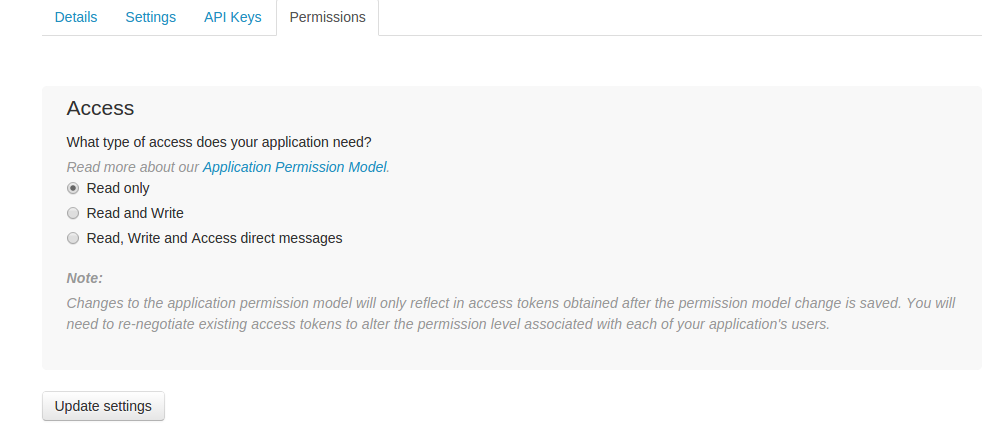 Details Settings API Keys Permissions
Access
What type of access does your application need?
Read more about our Application Permission Model.
Read only
Read and Write
Read, Write and Access direct messages
Note:
Changes to the application permission model will only reflect in access tokens obtained after the permission model change is saved. You will
need to re-negotiate existing access tokens to alter the permission level associated with each of your application's users.
Update settings